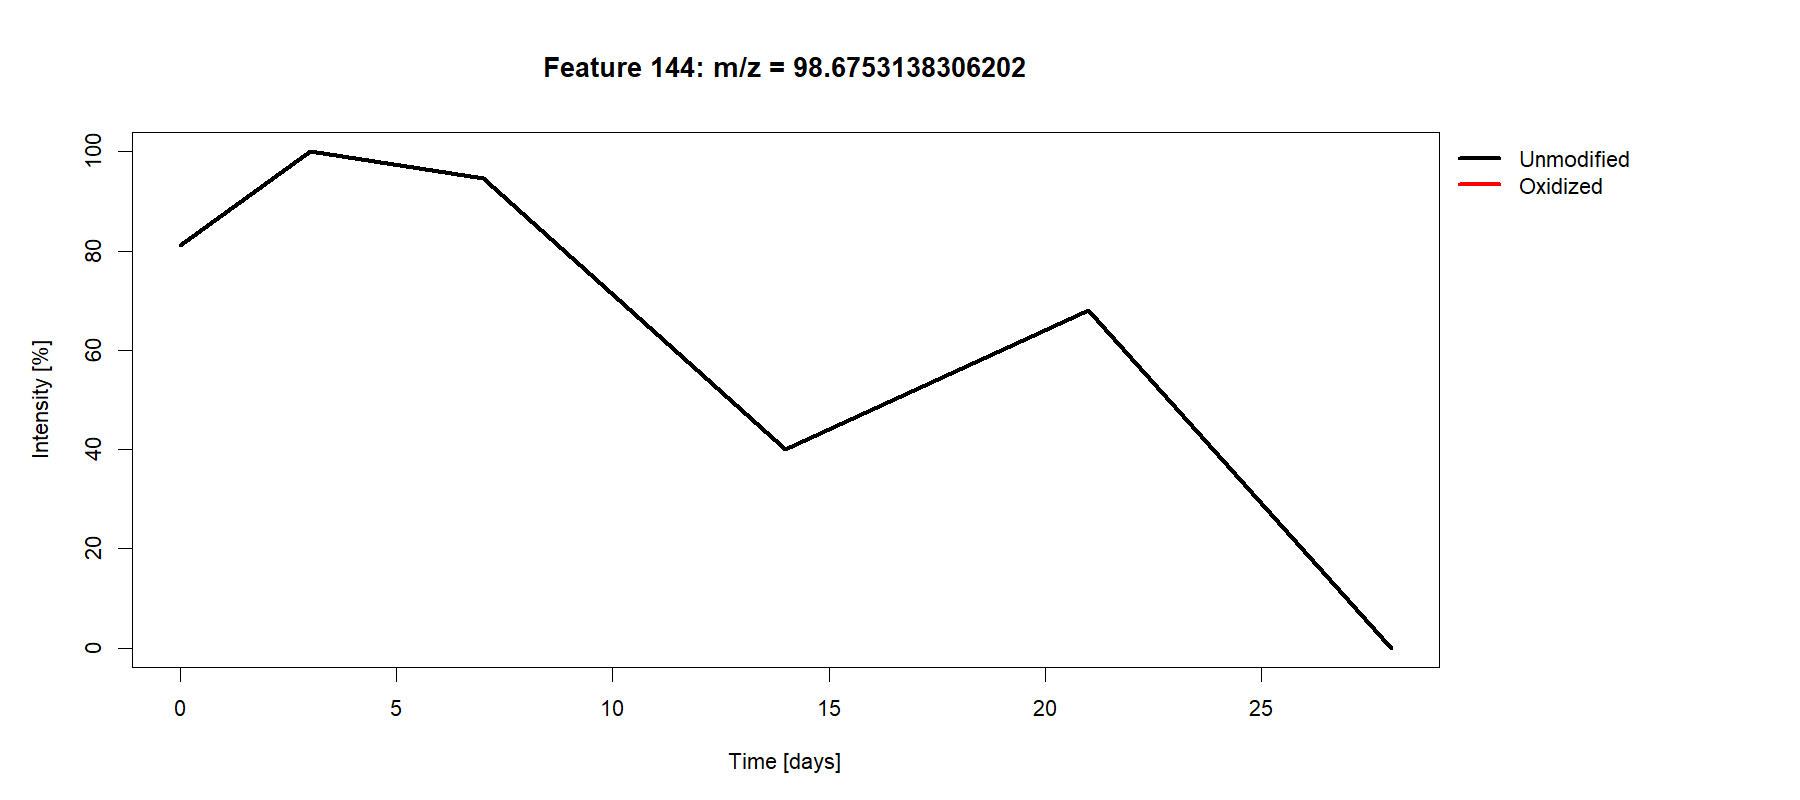 Feature 144: m/z = 98.6753138306202
Unmodified
Oxidized
Intensity [%]
100
80
60
40
20
0
0 5 10 15 20 25
Time [days]